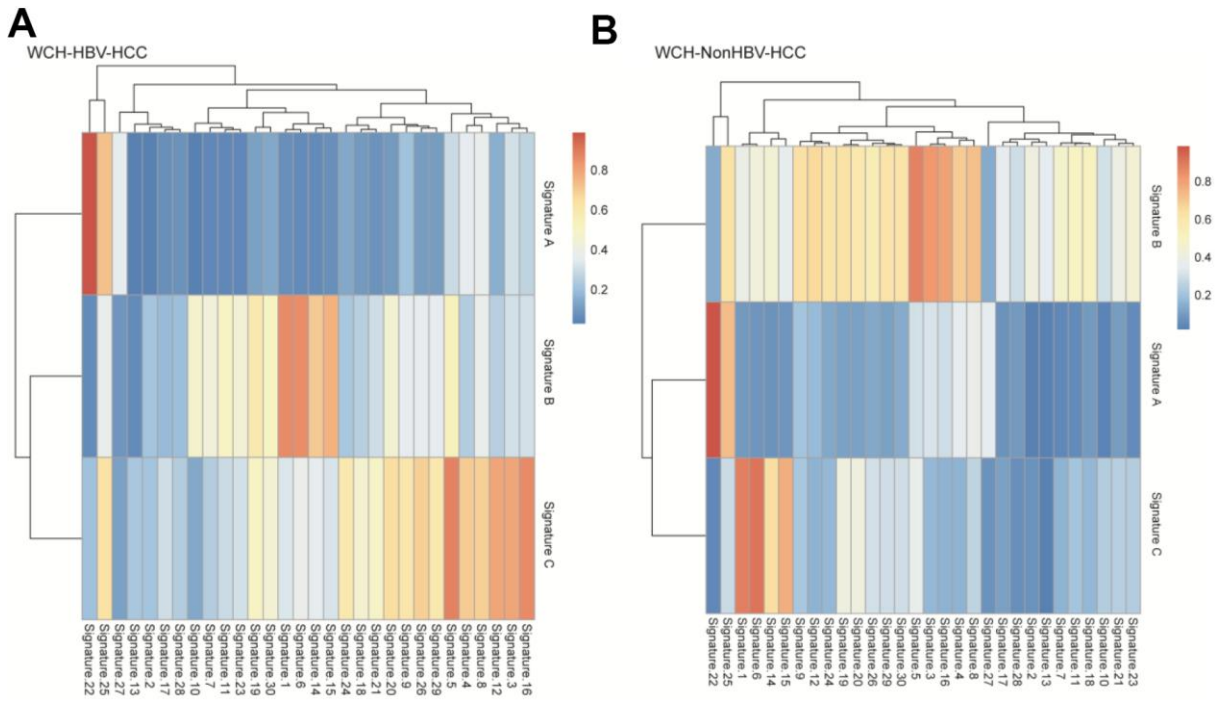 A
WCH-HBV-HCC
0.8
0.6
0.4
0.2
Signature A
Signature B
Signature C
Signature.22
Signature.25
Signature.27
Signature.13
Signature.2
Signature.17
Signature.28
Signature.10
Signature.7
Signature.11
Signature.23
Signature.19
Signature.30
Signature.1
Signature.6
Signature.14
Signature.15
Signature.24
Signature.18
Signature.21
Signature.20
Signature.9
Signature.26
Signature.29
Signature.5
Signature.4
Signature.8
Signature.12
Signature.3
Signature.16
B
WCH-NonHBV-HCC
0.8
0.6
0.4
0.2
Signature B
Signature A
Signature C
Signature.22
Signature.25
Signature.1
Signature.6
Signature.14
Signature.15
Signature.9
Signature.12
Signature.24
Signature.19
Signature.20
Signature.26
Signature.29
Signature.30
Signature.5
Signature.3
Signature.16
Signature.4
Signature.8
Signature.27
Signature.17
Signature.28
Signature.2
Signature.13
Signature.7
Signature.11
Signature.18
Signature.10
Signature.21
Signature.23